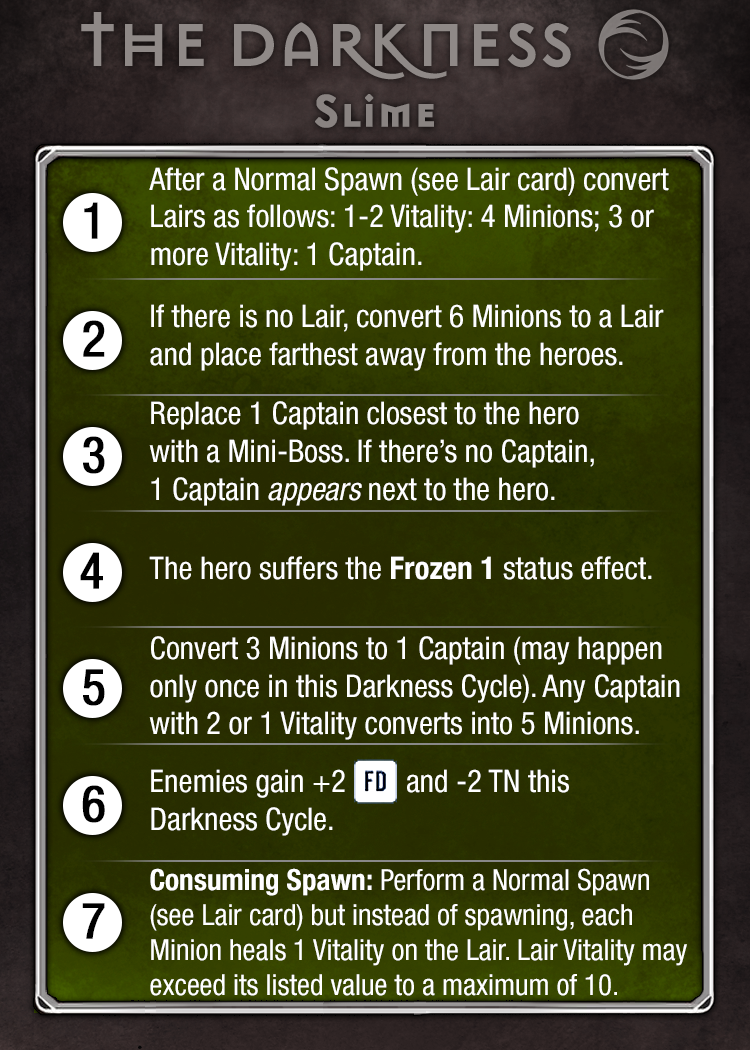 THE DARKNESS
SLIME
1
After a Normal Spawn (see Lair card) convert
Lairs as follows: 1-2 Vitality: 4 Minions; 3 or
more Vitality: 1 Captain.
2
If there is no Lair, convert 6 Minions to a Lair
and place farthest away from the heroes.
3
Replace 1 Captain closest to the hero
with a Mini-Boss. If there’s no Captain,
1 Captain appears next to the hero.
4
The hero suffers the Frozen 1 status effect.
5
Convert 3 Minions to 1 Captain (may happen
only once in this Darkness Cycle). Any Captain
with 2 or 1 Vitality converts into 5 Minions.
6
Enemies gain +2 FD and -2 TN this
Darkness Cycle.
7
Consuming Spawn: Perform a Normal Spawn
(see Lair card) but instead of spawning, each
Minion heals 1 Vitality on the Lair. Lair Vitality may
exceed its listed value to a maximum of 10.